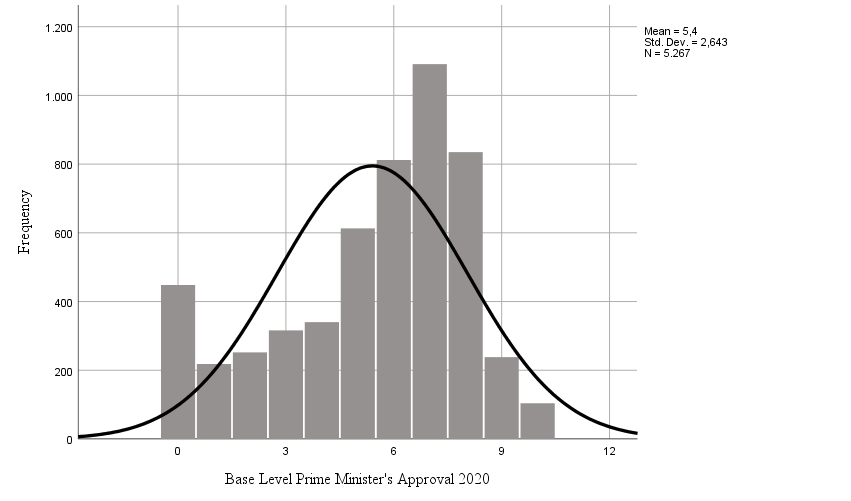 Mean = 5,4
Std. Dev. = 2,643
N = 5.267
1.200
1.000
800
600
400
200
0
Frequency
0 3 6 9 12
Base Level Prime Minister's Approval 2020